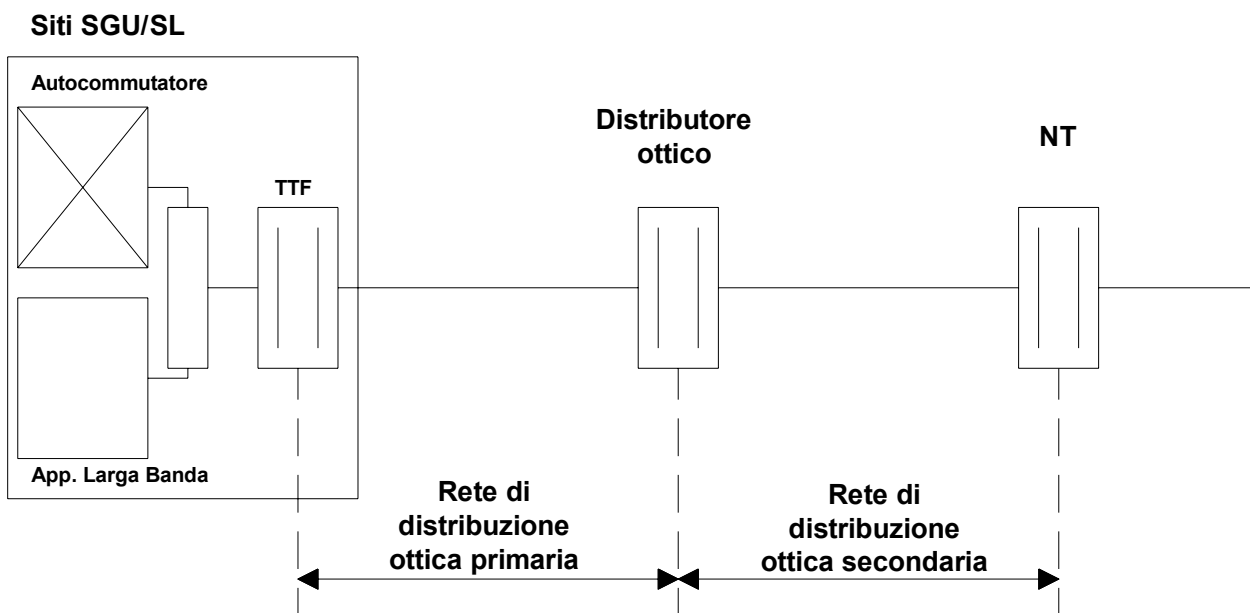 Siti SGU/SL
Autocommutatore
TTF
App. Larga Banda
Distributore
ottico
NT
Rete di
distribuzione
ottica primaria
Rete di
distribuzione
ottica secondaria